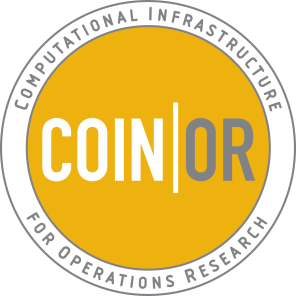 COMPUTATIONAL INFRASTRUCTURE
COIN|OR
FOR OPERATIONS RESEARCH